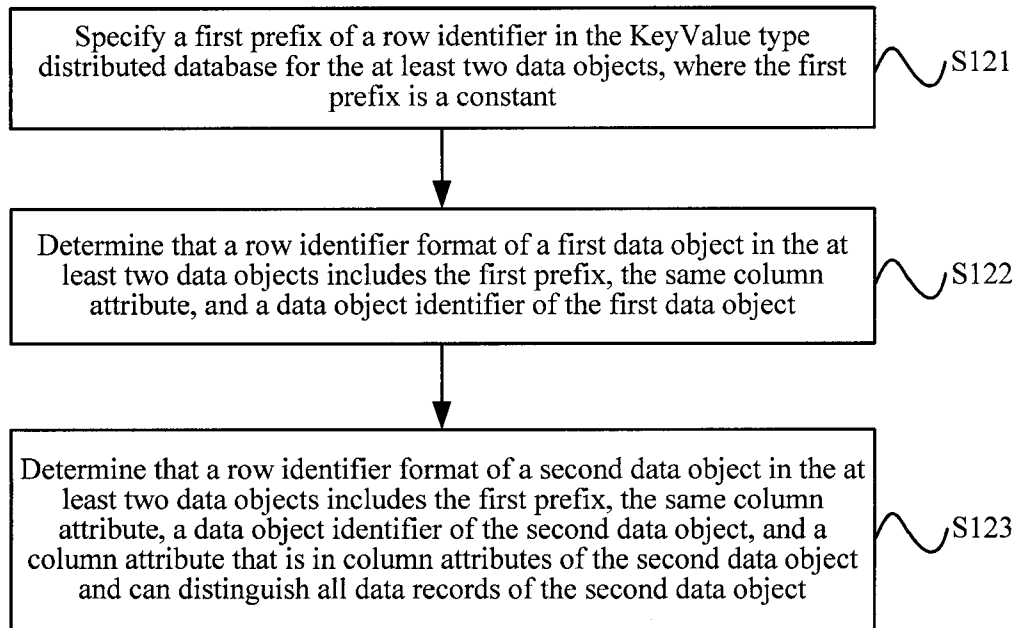 Specify a first prefix of a row identifier in the KeyValue type
distributed database for the at least two data objects, where the first
prefix is a constant
S121
Determine that a row identifier format of a first data object in the at
least two data objects includes the first prefix, the same column
attribute, and a data object identifier of the first data object
S122
Determine that a row identifier format of a second data object in the at
least two data objects includes the first prefix, the same column
attribute, a data object identifier of the second data object, and a
column attribute that is in column attributes of the second data object
and can distinguish all data records of the second data object
S123